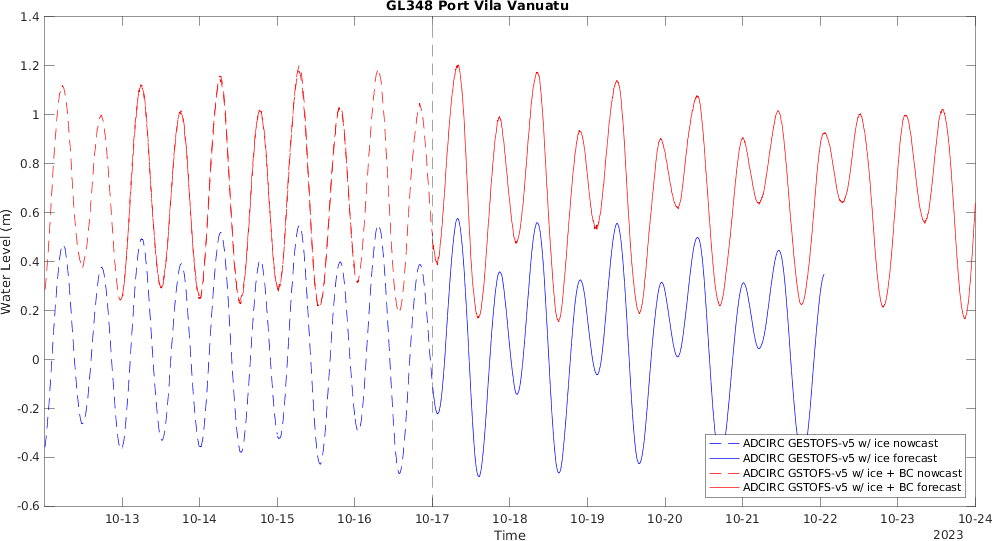 GL348 Port Vila Vanuatu
1.4
1.2
1
0.8
0.6
0.4
0.2
0
-0.2
-0.4
-0.6
Water Level (m)
ADCIRC GESTOFS-v5 w/ ice nowcast
ADCIRC GESTOFS-v5 w/ ice forecast
ADCIRC GSTOFS-v5 w/ ice + BC nowcast
ADCIRC GSTOFS-v5 w/ ice + BC forecast
10-13 10-14 10-15 10-16 10-17 10-18 10-19 10-20 10-21 10-22 10-23 10-24
Time
2023